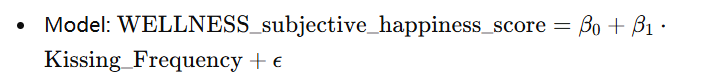 • Model: WELLNESS_subjective_happiness_score = β₀ + β₁ ·
Kissing_Frequency + ϵ